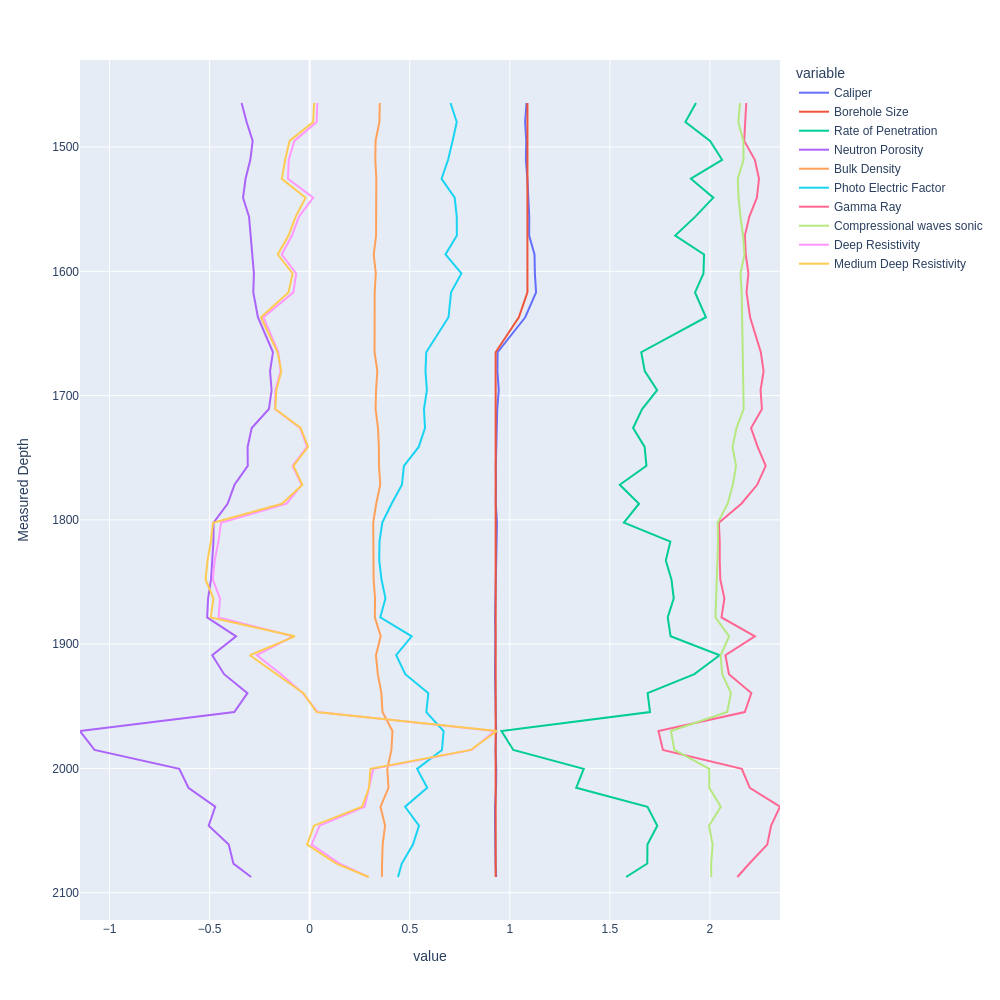 variable
Caliper
Borehole Size
Rate of Penetration
Neutron Porosity
Bulk Density
Photo Electric Factor
Gamma Ray
Compressional waves sonic
Deep Resistivity
Medium Deep Resistivity
Measured Depth
1500
1600
1700
1800
1900
2000
2100
−1 −0.5 0 0.5 1 1.5 2
value